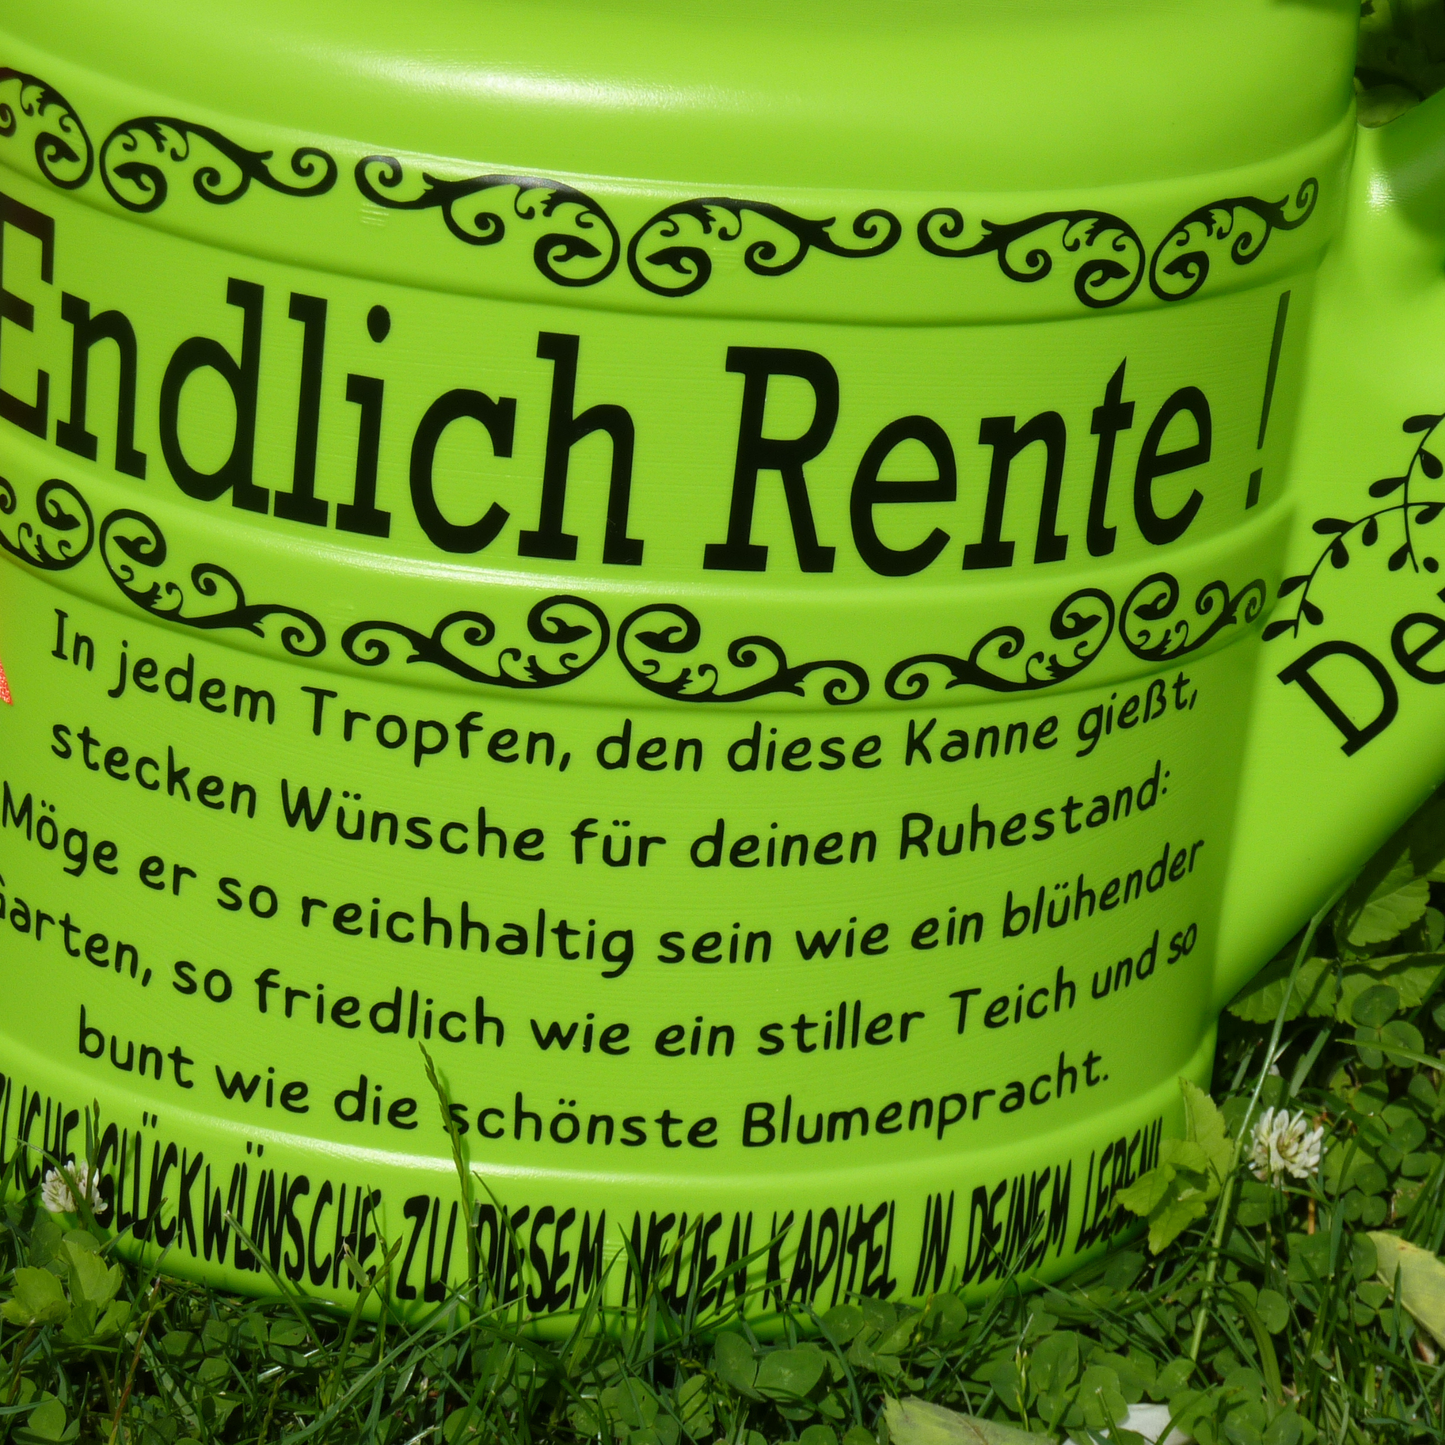 Endlich Rente !
In jedem Tropfen, den diese Kanne gießt,
stecken Wünsche für deinen Ruhestand:
Möge er so reichhaltig sein wie ein blühender
Garten, so friedlich wie ein stiller Teich und so
bunt wie die schönste Blumenpracht.
GLÜCKWÜNSCHE ZU DIESEM NEUEN KAPITEL IN DEINEM LEBEN!